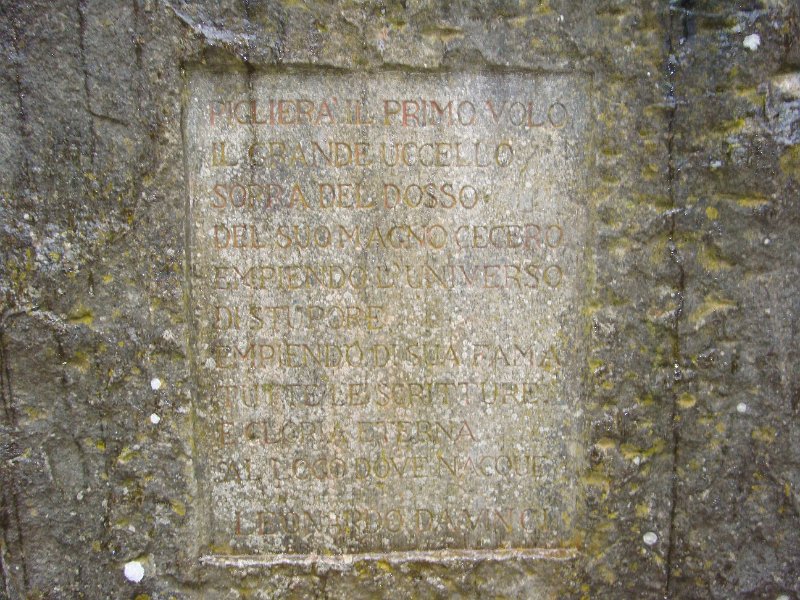 PIGLIERA' IL PRIMO VOLO
IL GRANDE UCCELLO
SOPRA DEL DOSSO
DEL SUO MAGNO CECERO
EMPIENDO L'UNIVERSO
DI STUPORE
EMPIENDO DI SUA FAMA
TUTTE LE SCRITTURE
E GLORIA ETERNA
AL LOCO DOVE NACQUE
LEONARDO DA VINCI